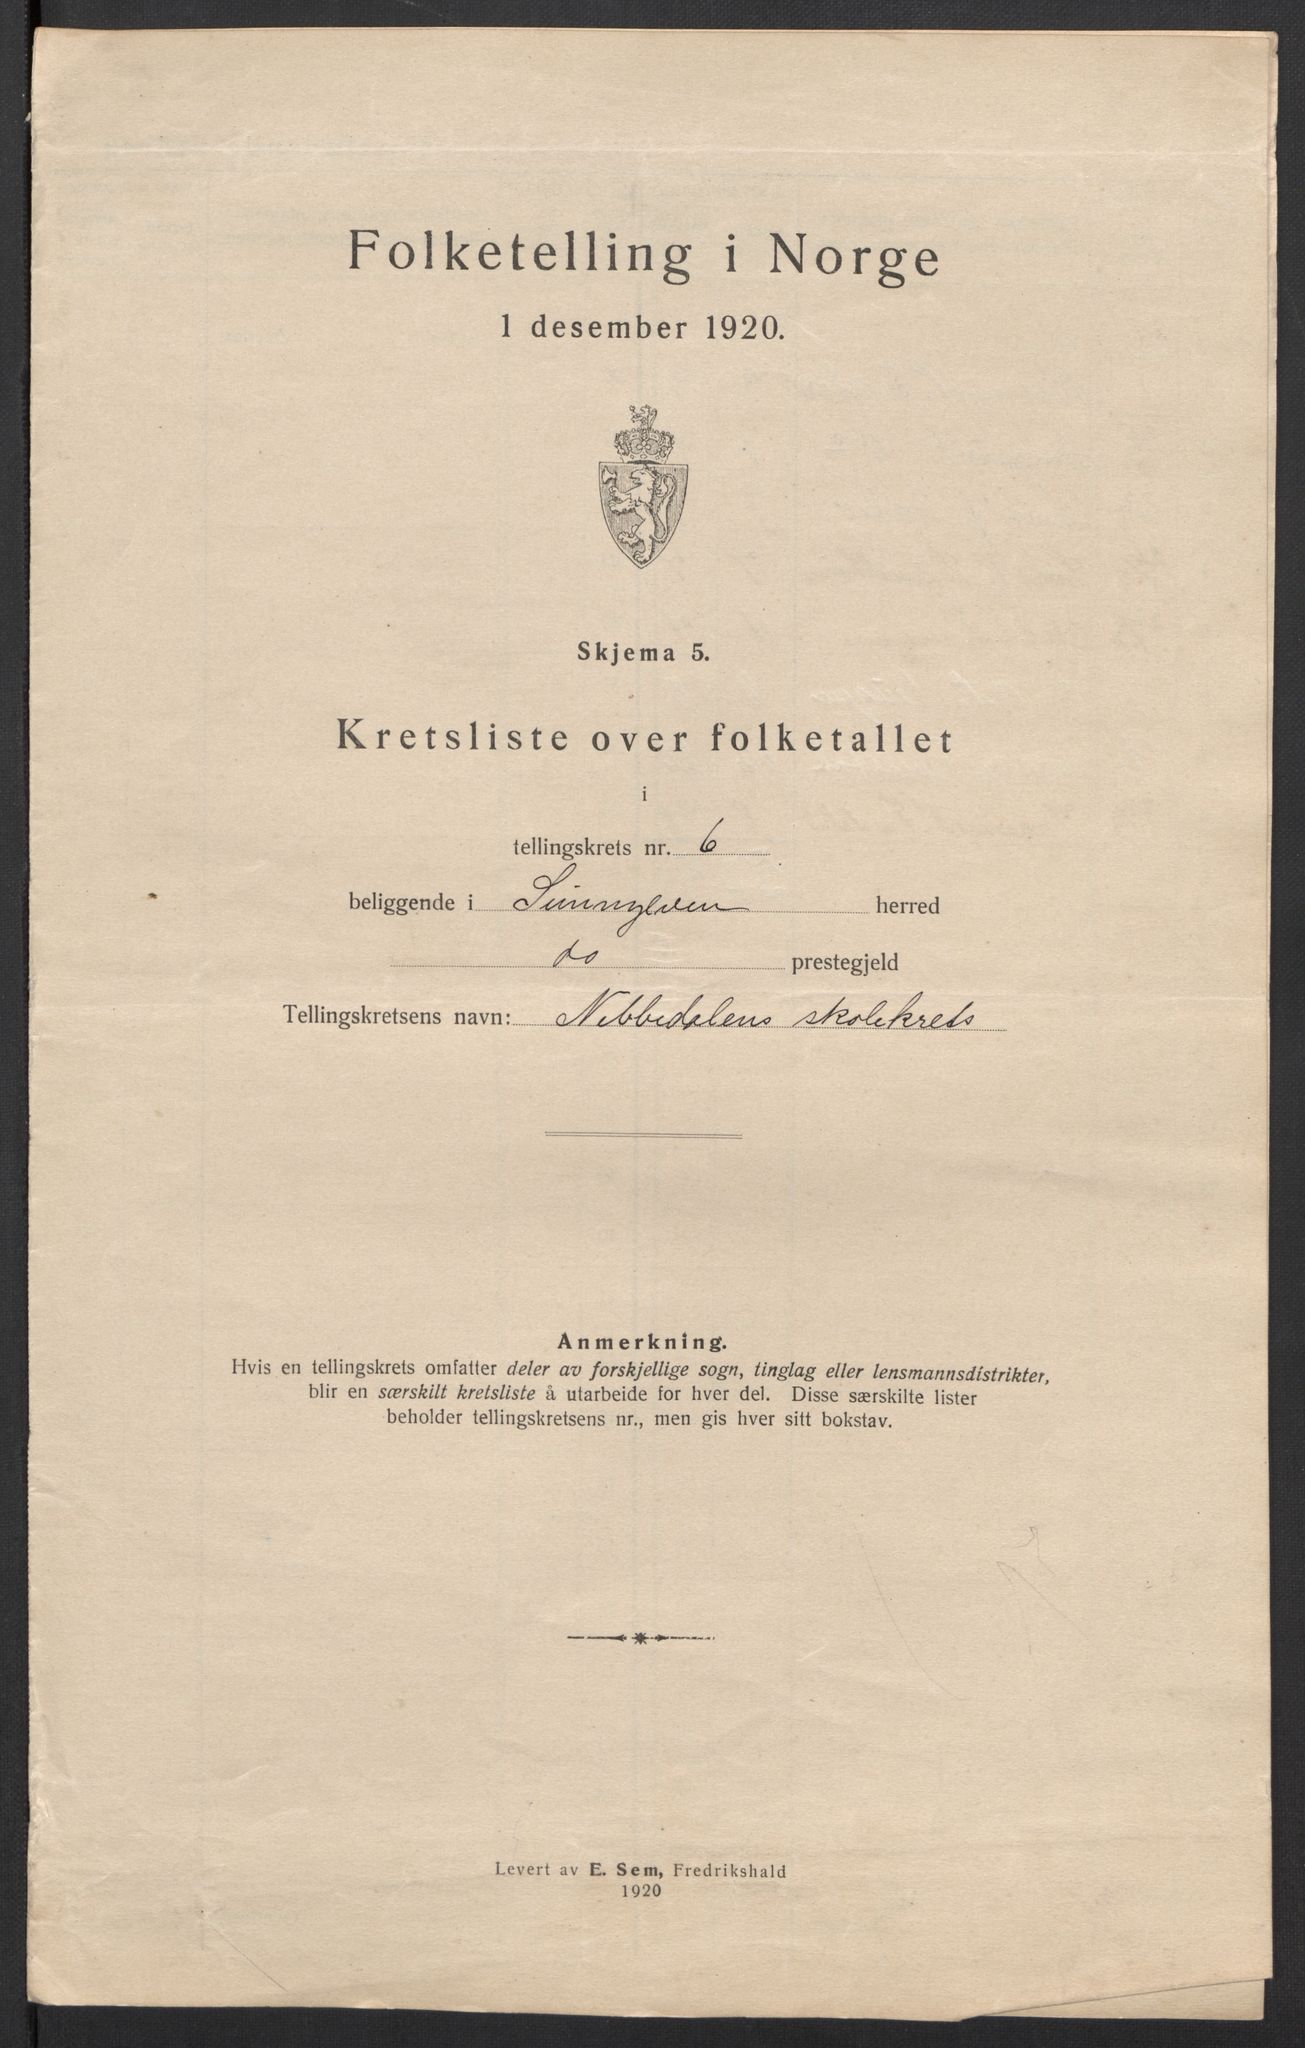 Folketelling i Norge
1 desember 1920.
Skjema 5.
Kretsliste over folketallet
i
tellingskrets nr. 6
beliggende i Sunnylven herred
do prestegjeld
Tellingskretsens navn: Nibbedalens skolekrets
Anmerkning.
Hvis en tellingskrets omfatter deler av forskjellige sogn, tinglag eller lensmannsdistrikter,
blir en særskilt kretsliste å utarbeide for hver del. Disse særskilte lister
beholder tellingskretsens nr., men gis hver sitt bokstav.
Levert av E. Sem, Fredrikshald
1920